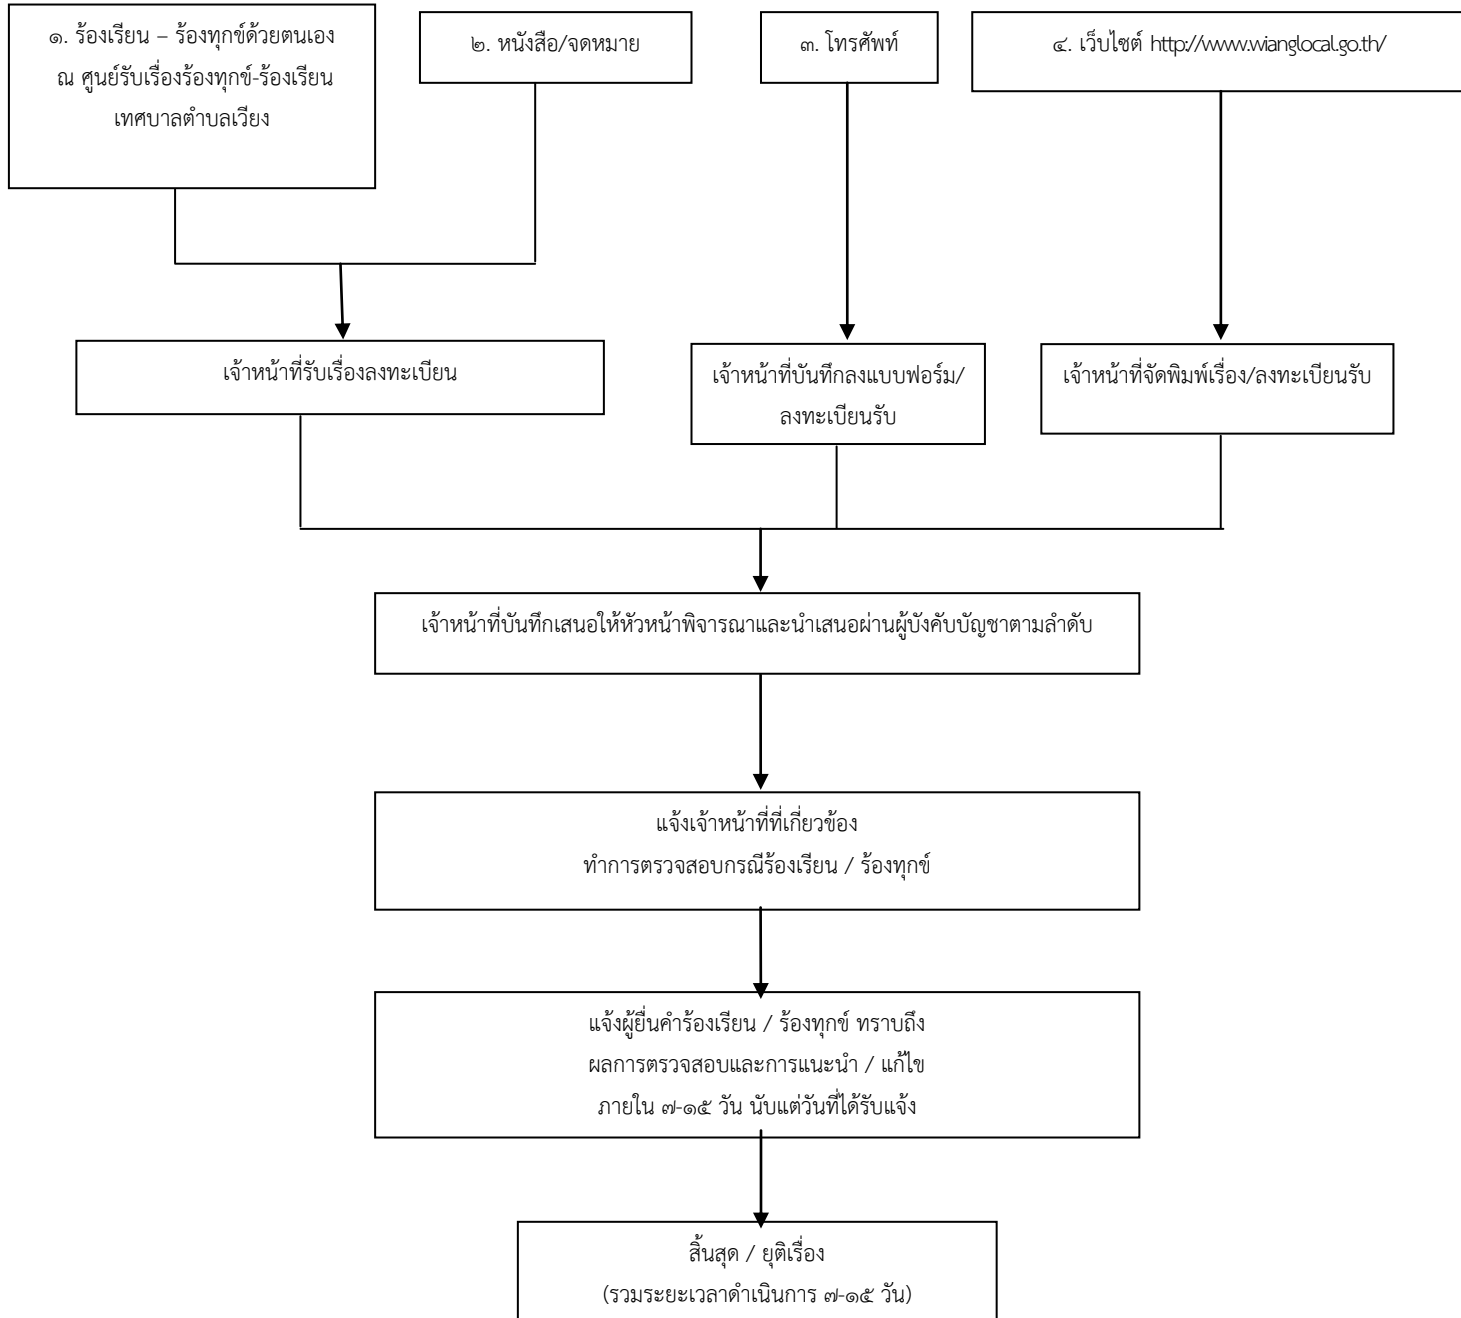 ๑. ร้องเรียน – ร้องทุกข์ด้วยตนเอง
ณ ศูนย์รับเรื่องร้องทุกข์-ร้องเรียน
เทศบาลตำบลเวียง
๒. หนังสือ/จดหมาย
๓. โทรศัพท์
๔. เว็บไซต์ http://www.wianglocal.go.th/
เจ้าหน้าที่รับเรื่องลงทะเบียน
เจ้าหน้าที่บันทึกลงแบบฟอร์ม/
ลงทะเบียนรับ
เจ้าหน้าที่จัดพิมพ์เรื่อง/ลงทะเบียนรับ
เจ้าหน้าที่บันทึกเสนอให้หัวหน้าพิจารณาและนำเสนอผ่านผู้บังคับบัญชาตามลำดับ
แจ้งเจ้าหน้าที่ที่เกี่ยวข้อง
ทำการตรวจสอบกรณีร้องเรียน / ร้องทุกข์
แจ้งผู้ยื่นคำร้องเรียน / ร้องทุกข์ ทราบถึง
ผลการตรวจสอบและการแนะนำ / แก้ไข
ภายใน ๗-๑๕ วัน นับแต่วันที่ได้รับแจ้ง
สิ้นสุด / ยุติเรื่อง
(รวมระยะเวลาดำเนินการ ๗-๑๕ วัน)